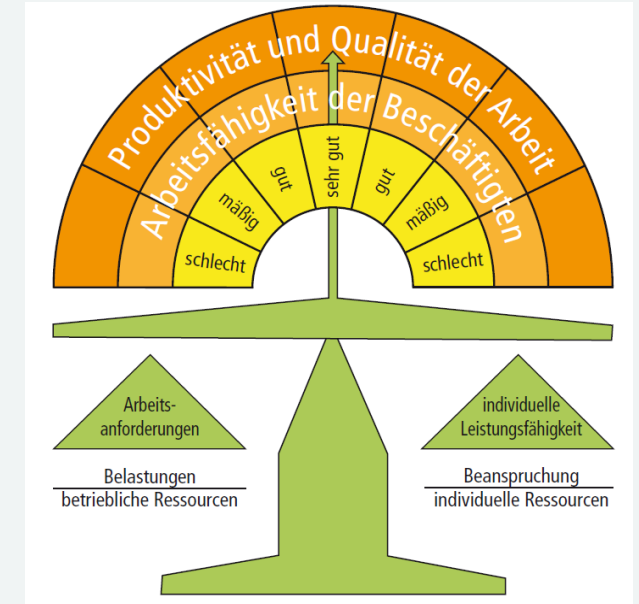 Produktivität und Qualität der Arbeit
Arbeitsfähigkeit der Beschäftigten
schlecht
mäßig
gut
sehr gut
gut
mäßig
schlecht
Arbeits-
anforderungen
Belastungen
betriebliche Ressourcen
individuelle
Leistungsfähigkeit
Beanspruchung
individuelle Ressourcen